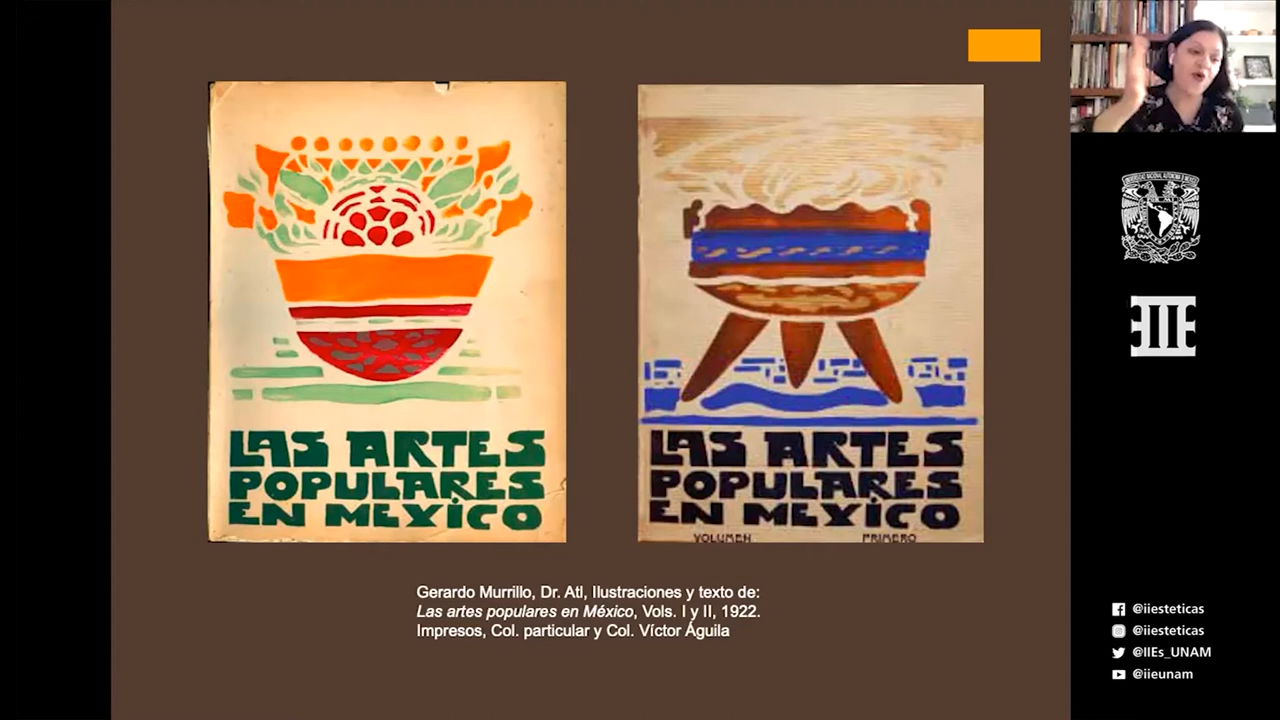 LAS ARTES
POPULARES
EN MEXICO
LAS ARTES
POPULARES
EN MEXICO
VOLUMEN PRIMERO
Gerardo Murrillo, Dr. Atl, Ilustraciones y texto de:
Las artes populares en México, Vols. I y II, 1922.
Impresos, Col. particular y Col. Víctor Águila
@iiesteticas
@iiesteticas
@IIEs_UNAM
@iieunam